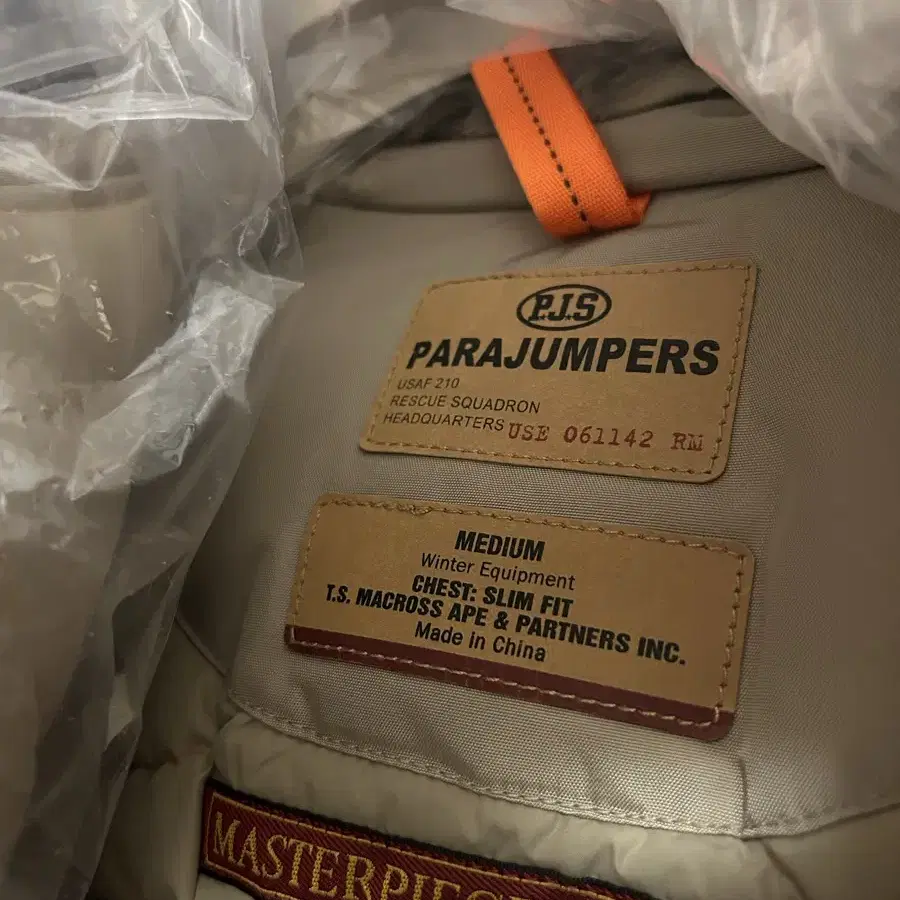 P.J.S
PARAJUMPERS
USAF 210
RESCUE SQUADRON
HEADQUARTERS USE 061142 RM
MEDIUM
Winter Equipment
CHEST: SLIM FIT
T.S. MACROSS APE & PARTNERS INC.
Made in China